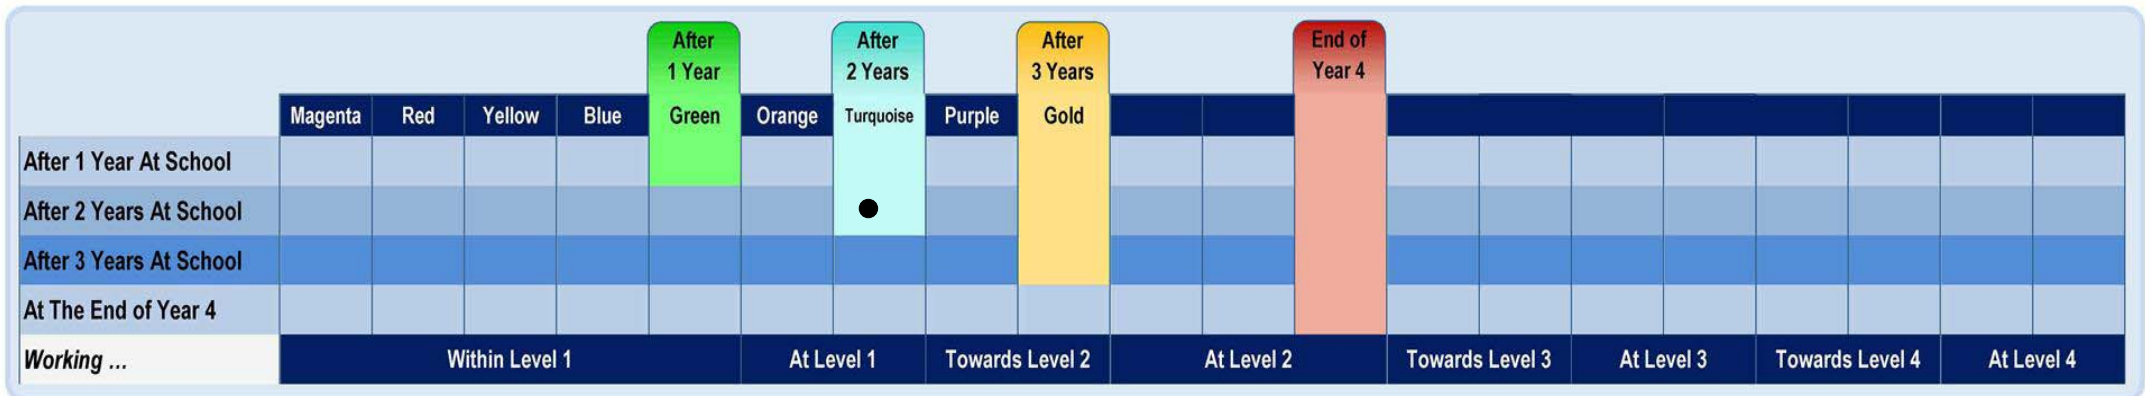 After After After End of
1 Year 2 Years 3 Years Year 4
Magenta Red Yellow Blue Green Orange Turquoise Purple Gold
After 1 Year At School
After 2 Years At School
After 3 Years At School
At The End of Year 4
Working ... Within Level 1 At Level 1 Towards Level 2 At Level 2 Towards Level 3 At Level 3 Towards Level 4 At Level 4